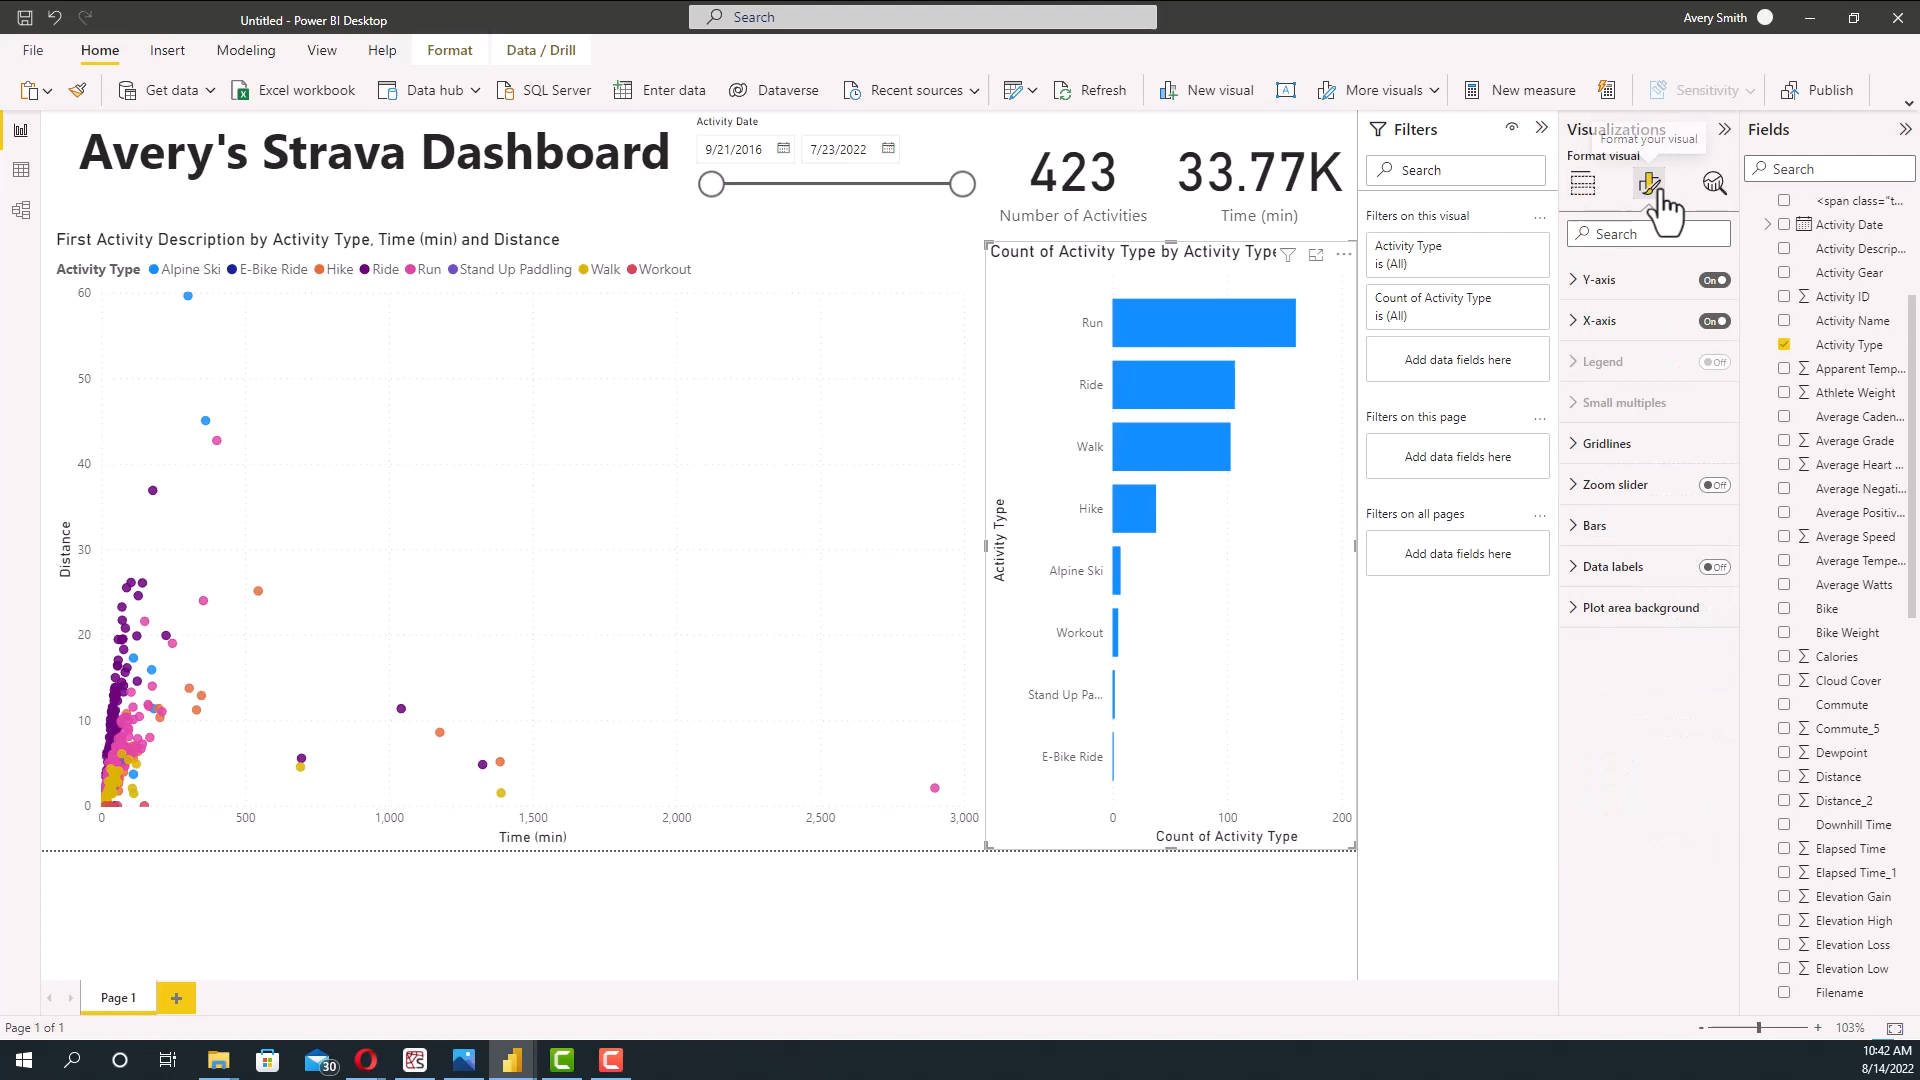 Untitled - Power BI Desktop
Search
Avery Smith
File
Home
Insert
Modeling
View
Help
Format
Data / Drill
Get data
Excel workbook
Data hub
SQL Server
Enter data
Dataverse
Recent sources
Refresh
New visual
More visuals
New measure
Sensitivity
Publish
Avery's Strava Dashboard
Activity Date
9/21/2016
7/23/2022
423
Number of Activities
33.77K
Time (min)
First Activity Description by Activity Type, Time (min) and Distance
Activity Type
Alpine Ski
E-Bike Ride
Hike
Ride
Run
Stand Up Paddling
Walk
Workout
60
50
40
30
20
10
0
Distance
0
500
1,000
1,500
2,000
2,500
3,000
Time (min)
Count of Activity Type by Activity Type
Run
Ride
Walk
Hike
Alpine Ski
Workout
Stand Up Pa...
E-Bike Ride
Activity Type
0
100
200
Count of Activity Type
Filters
Search
Filters on this visual
...
Activity Type
is (All)
Count of Activity Type
is (All)
Add data fields here
Filters on this page
...
Add data fields here
Filters on all pages
...
Add data fields here
Visualizations
Format your visual
Format visual
Search
Y-axis
On
X-axis
On
Legend
Off
Small multiples
Gridlines
Zoom slider
Off
Bars
Data labels
Off
Plot area background
Fields
Search
<span class="t...
Activity Date
Activity Descrip...
Activity Gear
Activity ID
Activity Name
Activity Type
Apparent Temp...
Athlete Weight
Average Caden...
Average Grade
Average Heart ...
Average Negati...
Average Positiv...
Average Speed
Average Tempe...
Average Watts
Bike
Bike Weight
Calories
Cloud Cover
Commute
Commute_5
Dewpoint
Distance
Distance_2
Downhill Time
Elapsed Time
Elapsed Time_1
Elevation Gain
Elevation High
Elevation Loss
Elevation Low
Filename
Page 1
+
Page 1 of 1
- + 103%
30
10:42 AM
8/14/2022